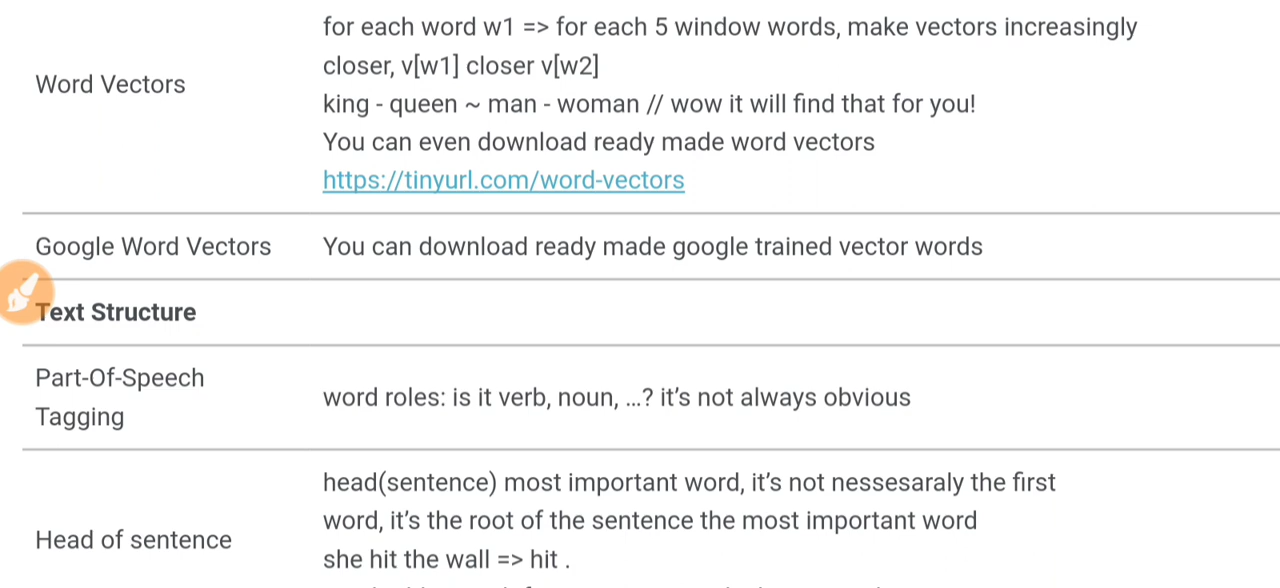 for each word w1 => for each 5 window words, make vectors increasingly
Word Vectors
closer, v[w1] closer v[w2]
king - queen ~ man - woman // wow it will find that for you!
You can even download ready made word vectors
https://tinyurl.com/word-vectors
Google Word Vectors
You can download ready made google trained vector words
Text Structure
Part-Of-Speech
Tagging
word roles: is it verb, noun, ...? it’s not always obvious
Head of sentence
head(sentence) most important word, it’s not nessesaraly the first
word, it’s the root of the sentence the most important word
she hit the wall => hit .